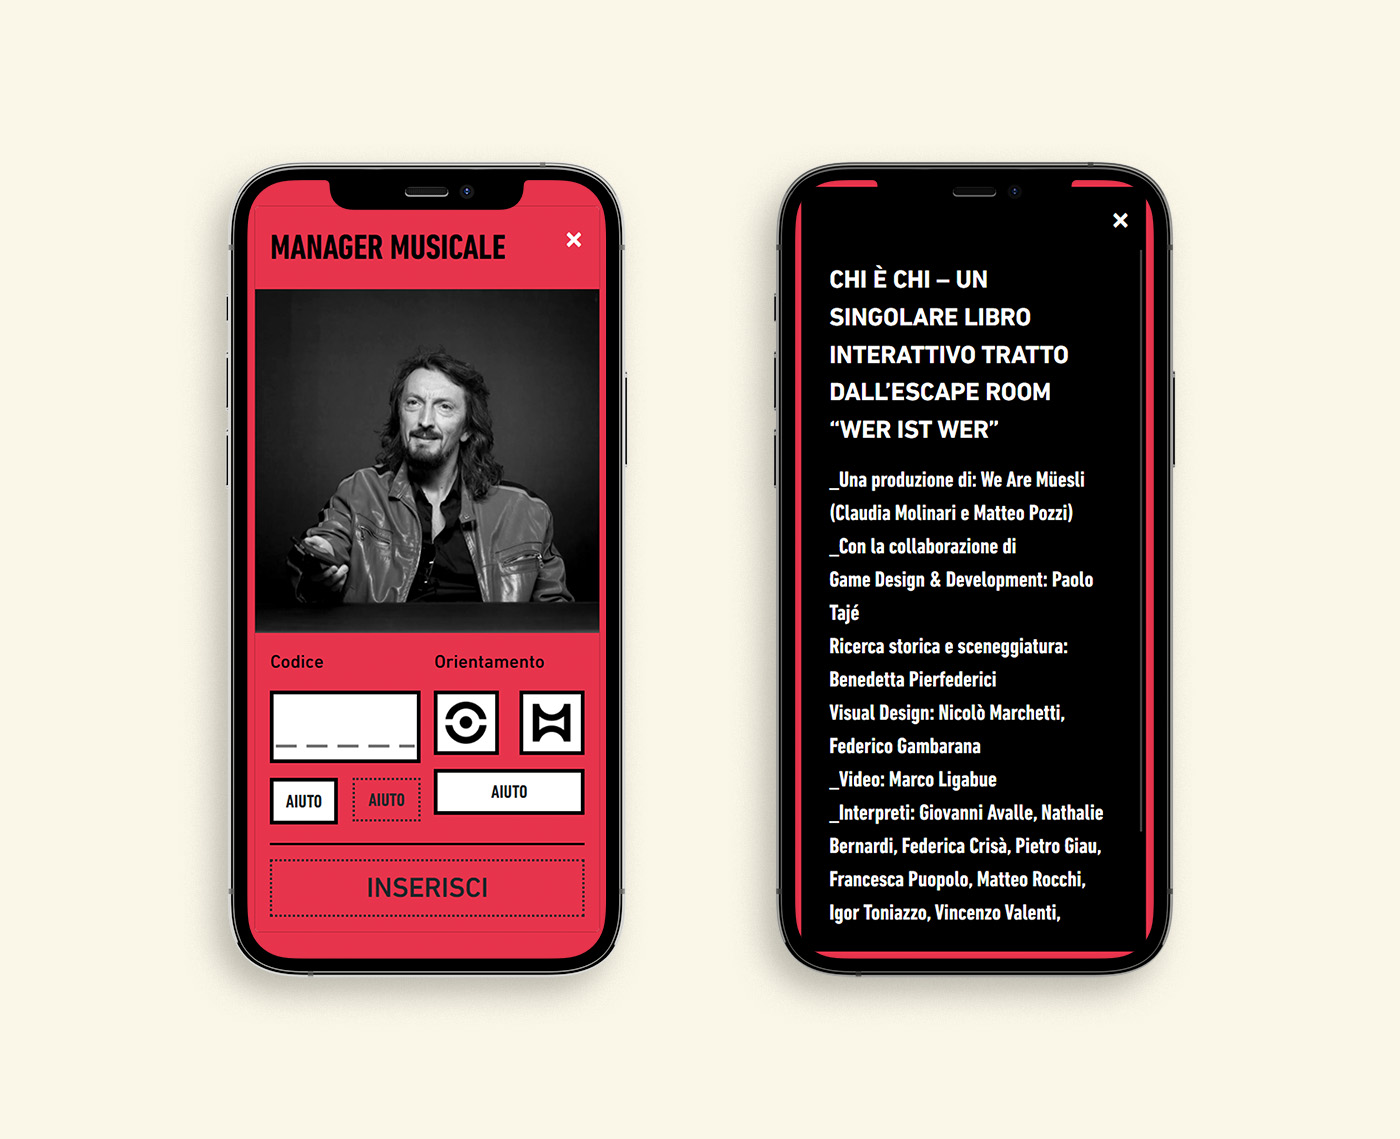 MANAGER MUSICALE
Codice
Orientamento
AIUTO
AIUTO
AIUTO
INSERISCI
CHI È CHI – UN
SINGOLARE LIBRO
INTERATTIVO TRATTO
DALL’ESCAPE ROOM
“WER IST WER”
_Una produzione di: We Are Müesli
(Claudia Molinari e Matteo Pozzi)
_Con la collaborazione di
Game Design & Development: Paolo
Tajé
Ricerca storica e sceneggiatura:
Benedetta Pierfederici
Visual Design: Nicolò Marchetti,
Federico Gambarana
_Video: Marco Ligabue
_Interpreti: Giovanni Avalle, Nathalie
Bernardi, Federica Crisà, Pietro Giau,
Francesca Puopolo, Matteo Rocchi,
Igor Toniazzo, Vincenzo Valenti,